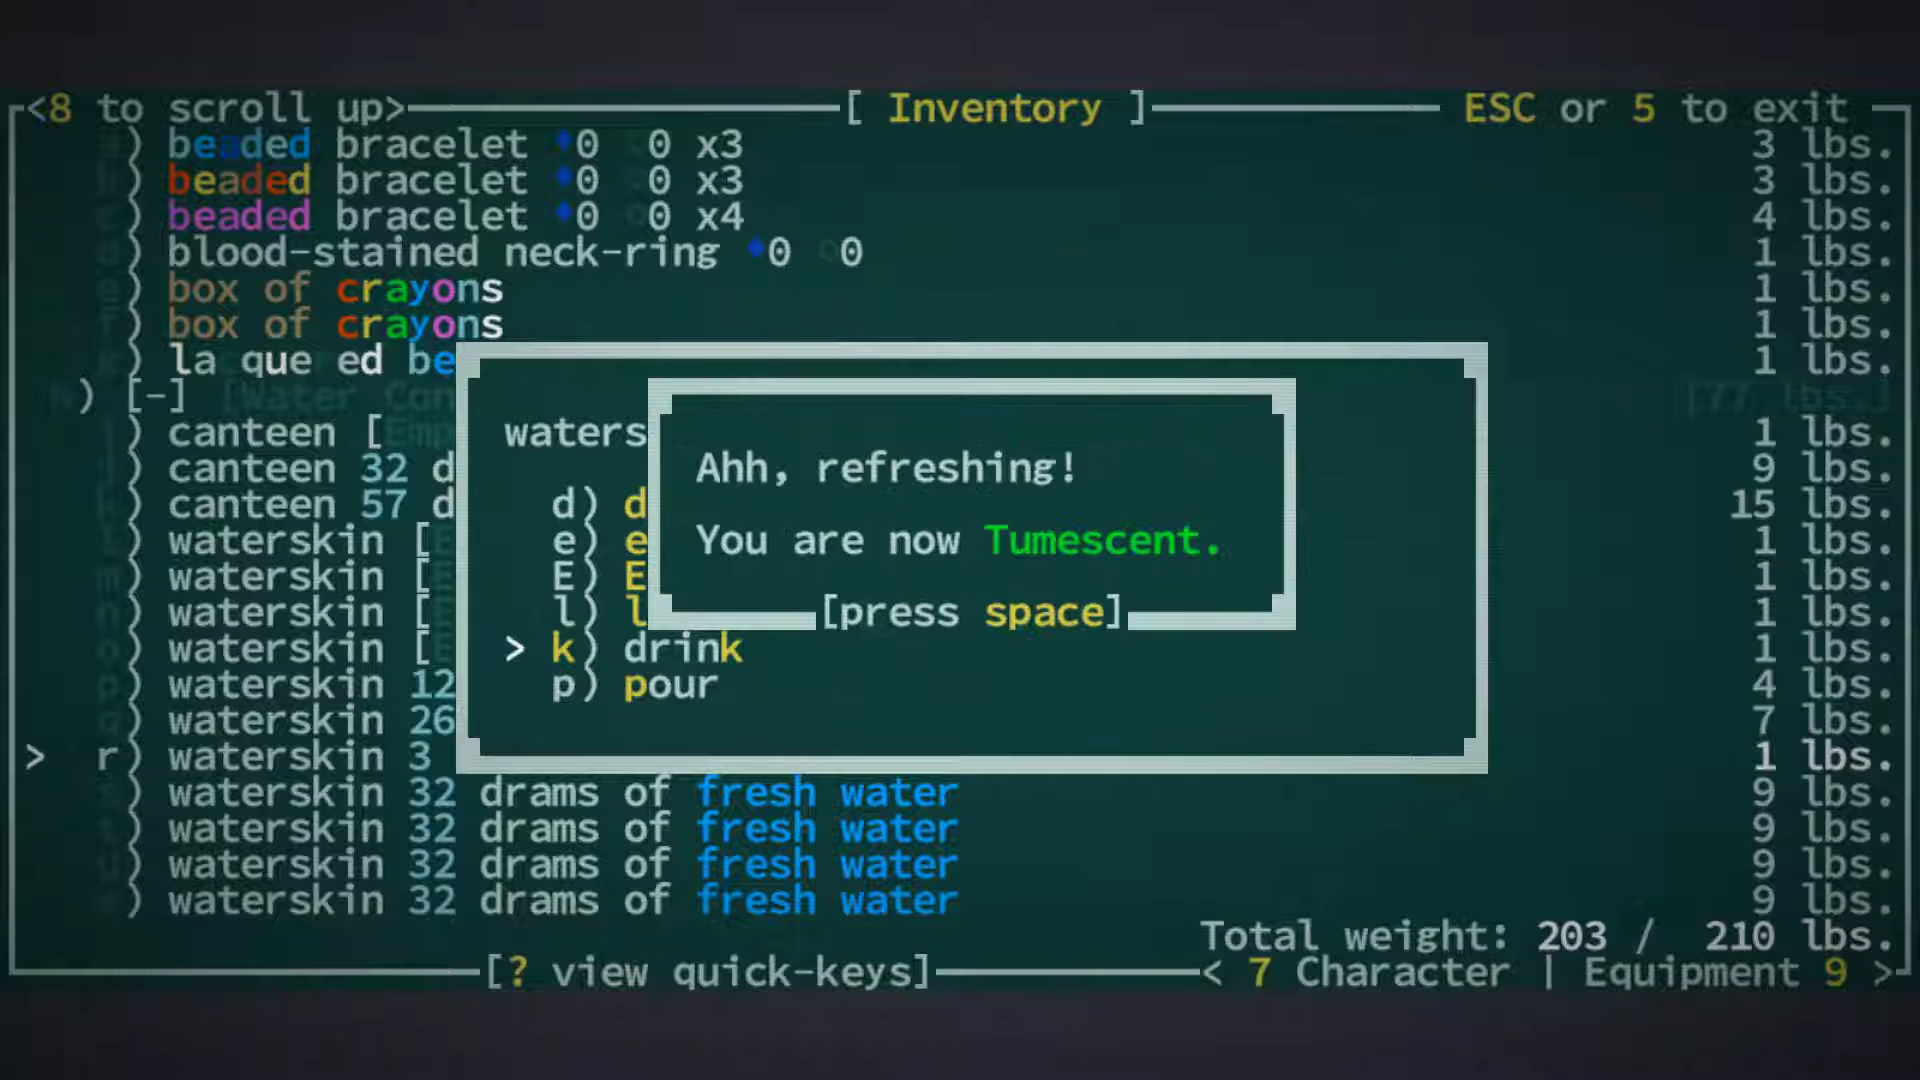 <8 to scroll up> [ Inventory ] ESC or 5 to exit
) beaded bracelet ♦0 0 x3 3 lbs.
) beaded bracelet ♦0 0 x3 3 lbs.
) beaded bracelet ♦0 0 x4 4 lbs.
) blood-stained neck-ring ♦0 0 1 lbs.
) box of crayons 1 lbs.
) box of crayons 1 lbs.
) la que ed be 1 lbs.
) [-] [Water Con [77 lbs.]
) canteen [Emp 1 lbs.
) canteen 32 d 9 lbs.
) canteen 57 d 15 lbs.
) waterskin [ 1 lbs.
) waterskin [ 1 lbs.
) waterskin [ 1 lbs.
) waterskin [ 1 lbs.
) waterskin 12 4 lbs.
) waterskin 26 7 lbs.
> r) waterskin 3 1 lbs.
) waterskin 32 drams of fresh water 9 lbs.
) waterskin 32 drams of fresh water 9 lbs.
) waterskin 32 drams of fresh water 9 lbs.
) waterskin 32 drams of fresh water 9 lbs.
Total weight: 203 / 210 lbs.
[? view quick-keys] < 7 Character | Equipment 9 >
waters
d) d
e) e
E) E
l) l
> k) drink
p) pour
Ahh, refreshing!
You are now Tumescent.
[press space]